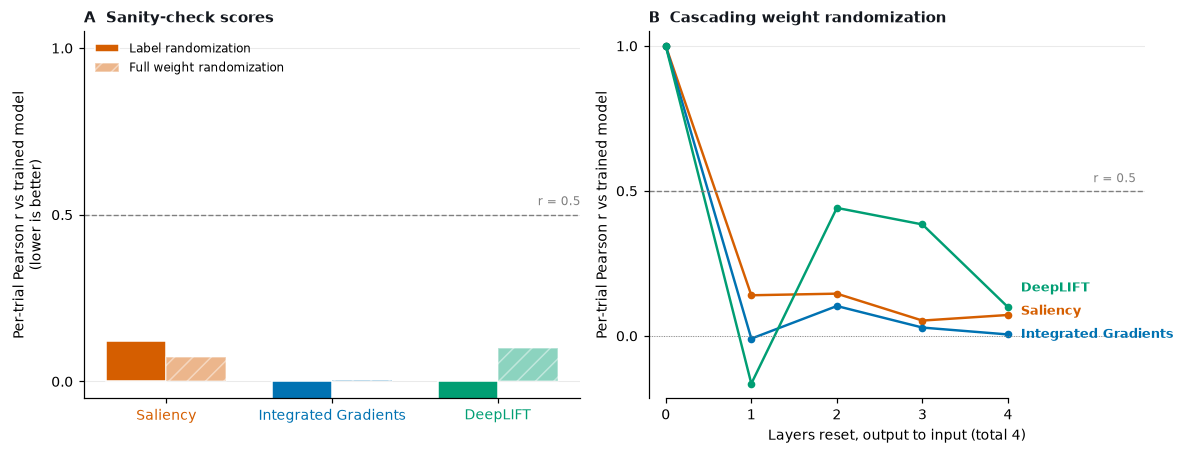 A  Sanity-check scores
Per-trial Pearson r vs trained model
(lower is better)
1.0
0.5
0.0
Label randomization
Full weight randomization
r = 0.5
Saliency
Integrated Gradients
DeepLIFT
B  Cascading weight randomization
Per-trial Pearson r vs trained model
1.0
0.5
0.0
r = 0.5
DeepLIFT
Saliency
Integrated Gradients
0
1
2
3
4
Layers reset, output to input (total 4)